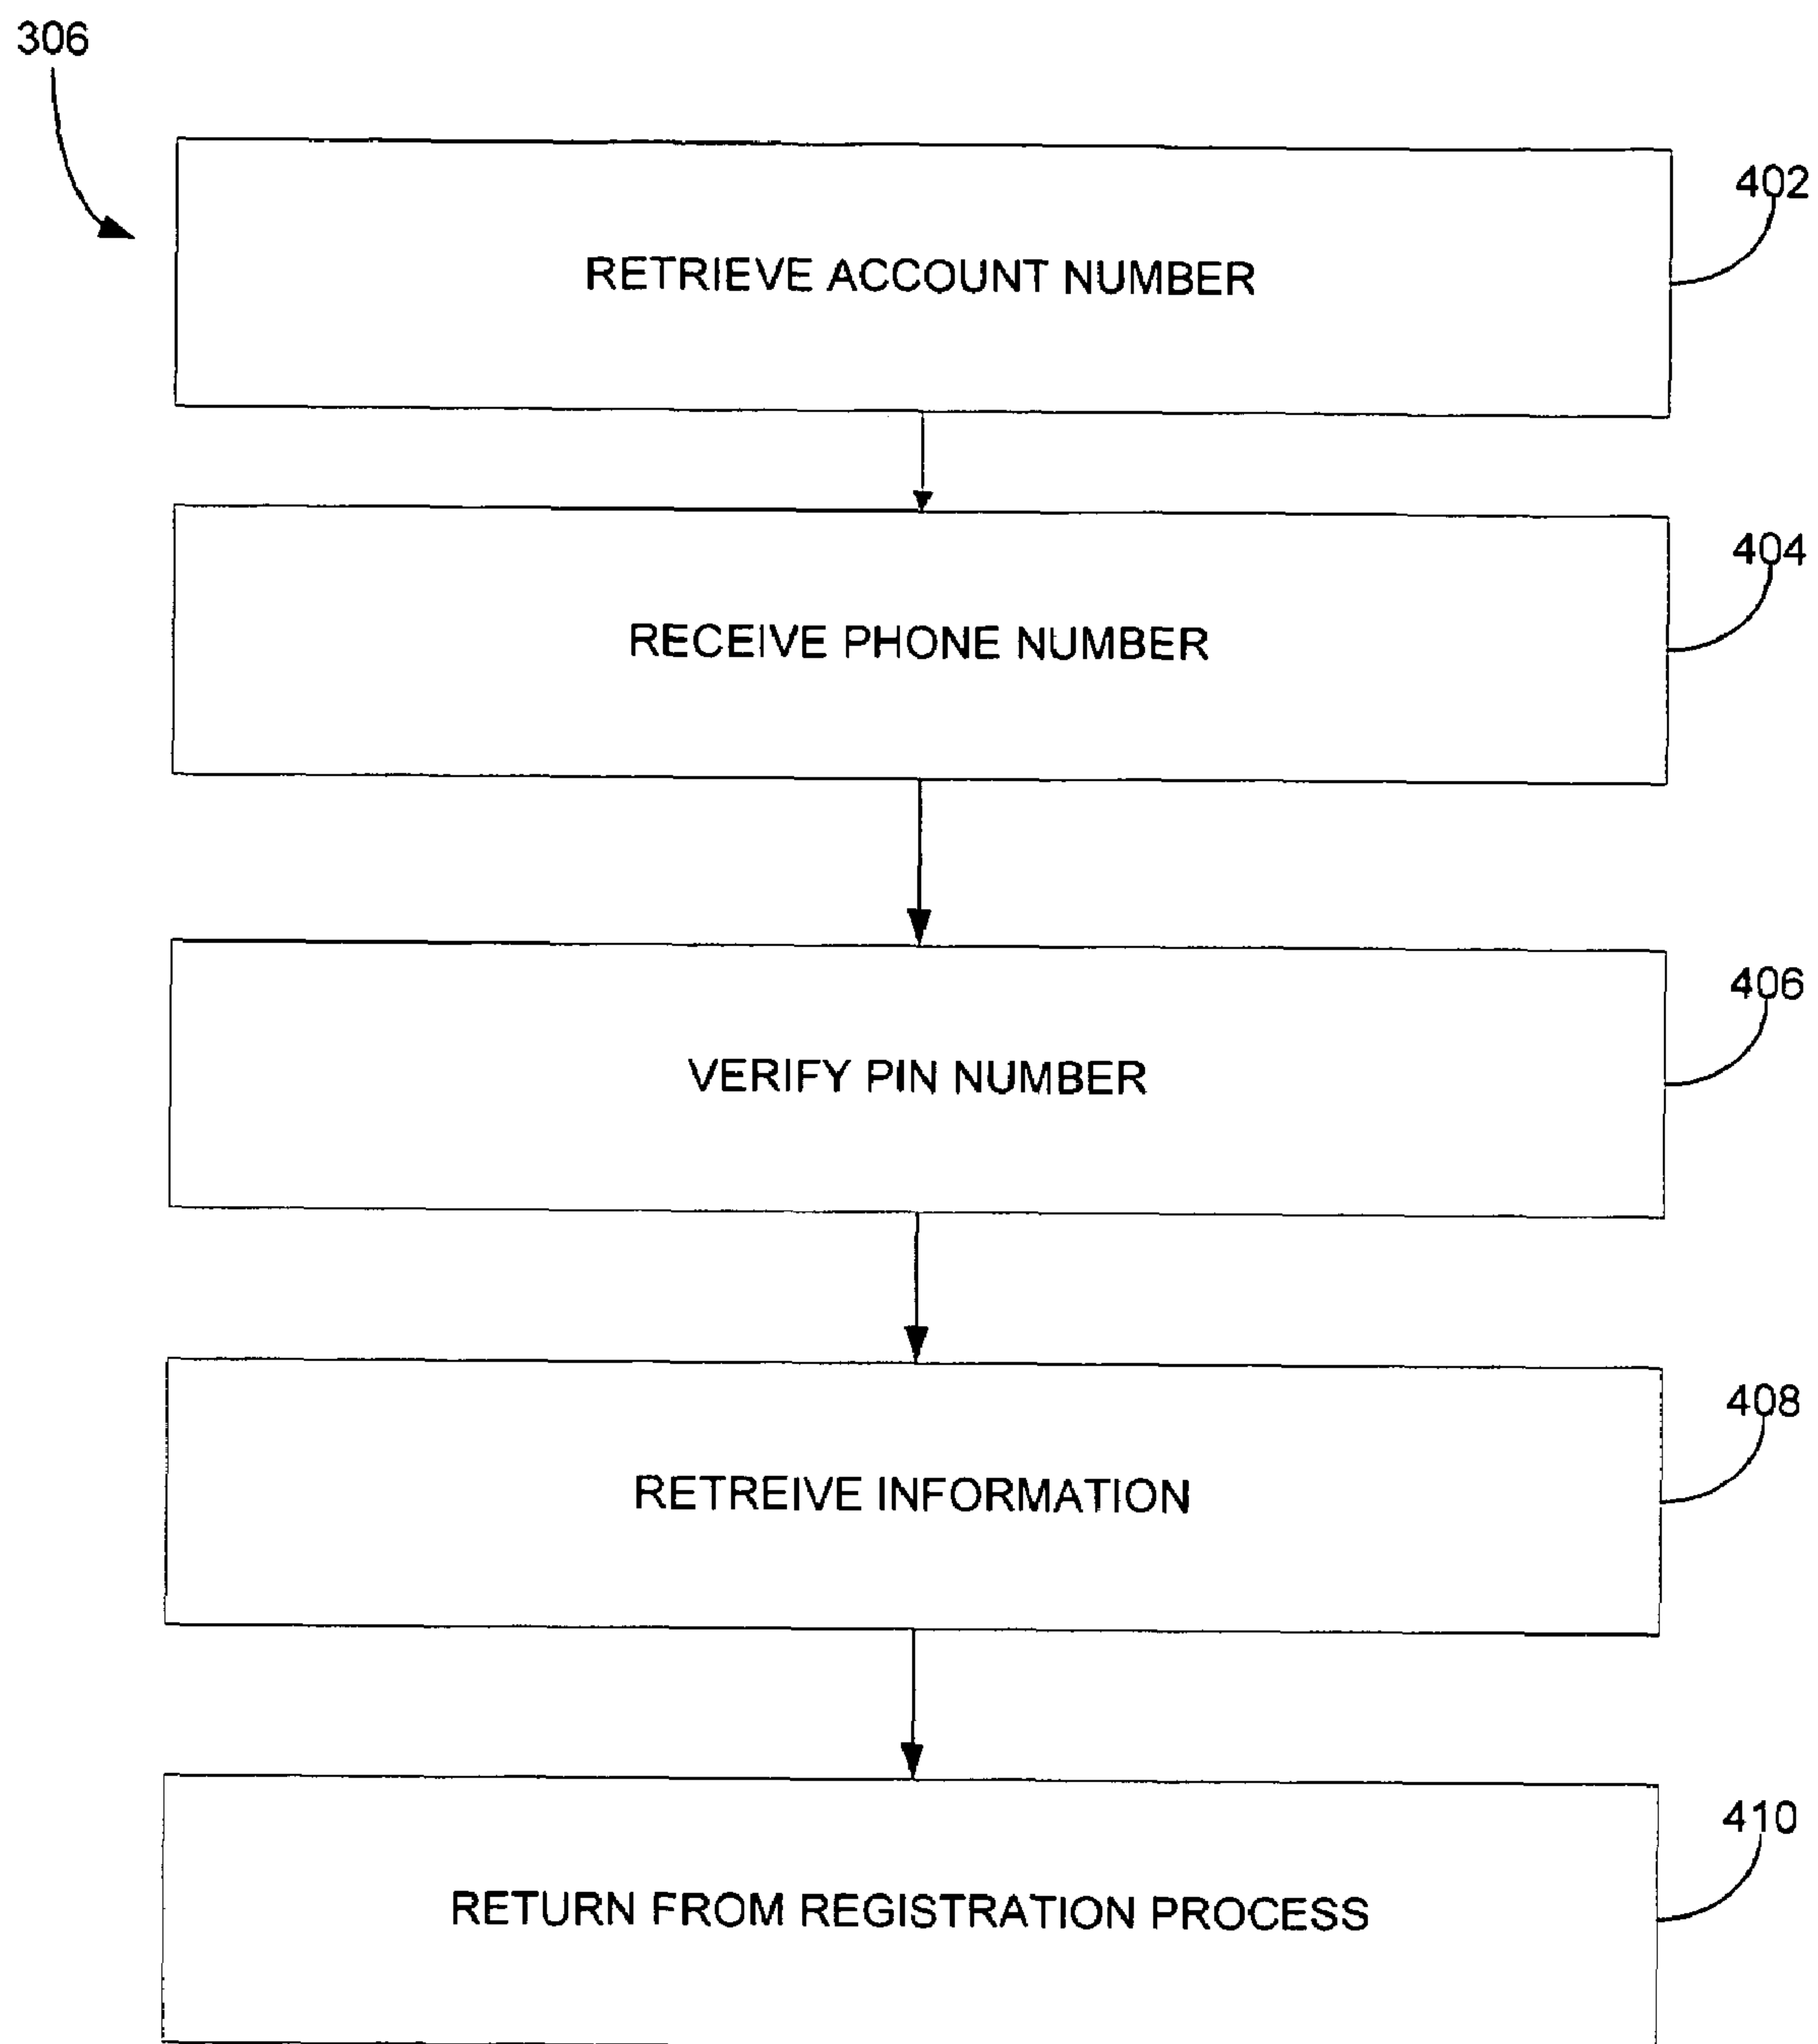 306
402
RETRIEVE ACCOUNT NUMBER
404
RECEIVE PHONE NUMBER
406
VERIFY PIN NUMBER
408
RETREIVE INFORMATION
410
RETURN FROM REGISTRATION PROCESS